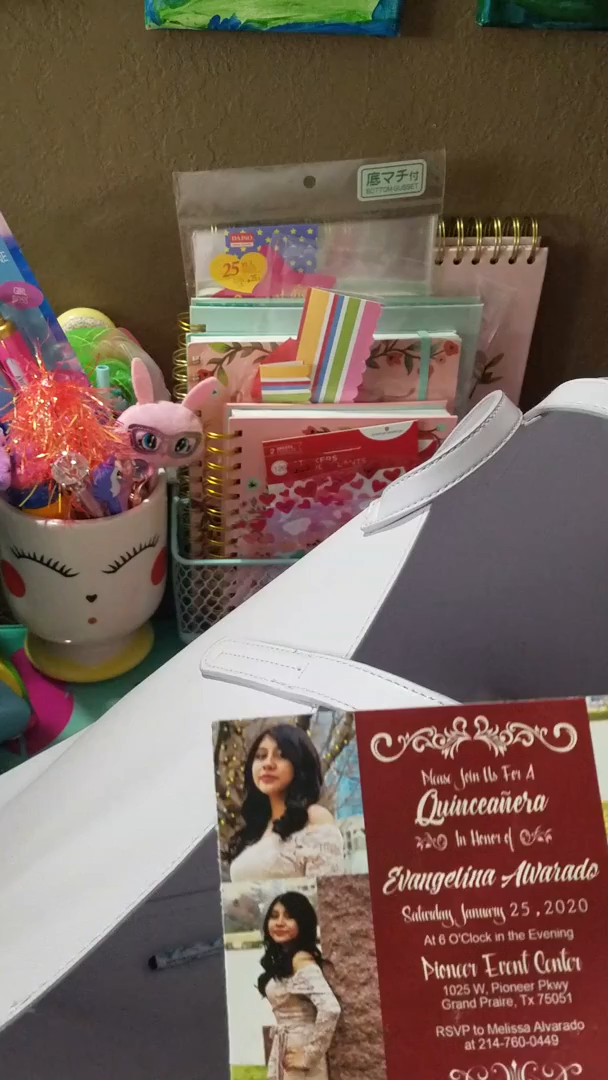 底マチ付
BOTTOM GUSSET
DAISO
25
GIRL
Please Join Us For A
Quinceañera
In Honor of
Evangelina Alvarado
Saturday, January 25, 2020
At 6 O'Clock in the Evening
Pioneer Event Center
1025 W. Pioneer Pkwy
Grand Praire, Tx 75051
RSVP to Melissa Alvarado
at 214-760-0449